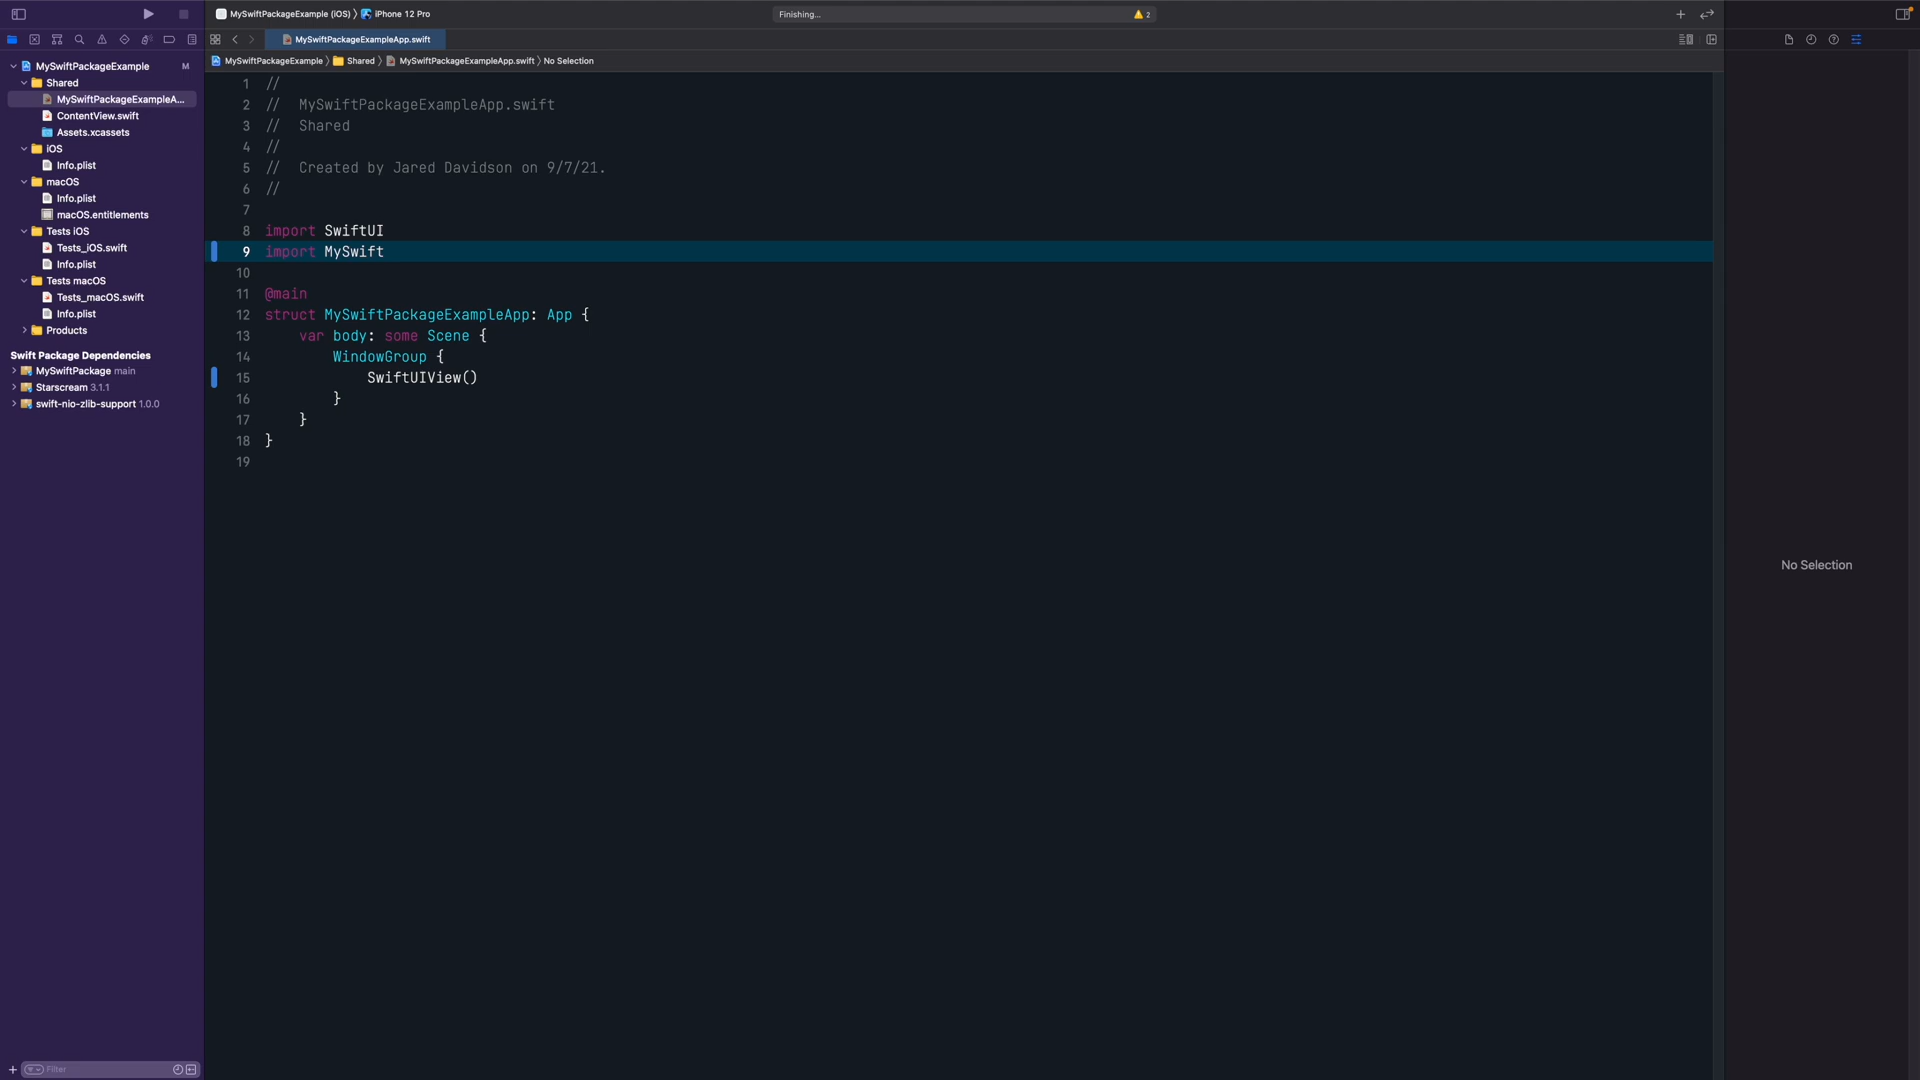 MySwiftPackageExample (iOS) ⟩ iPhone 12 Pro
Finishing...
2
MySwiftPackageExampleApp.swift
MySwiftPackageExample ⟩ Shared ⟩ MySwiftPackageExampleApp.swift ⟩ No Selection
MySwiftPackageExample M
Shared
MySwiftPackageExampleA...
ContentView.swift
Assets.xcassets
iOS
Info.plist
macOS
Info.plist
macOS.entitlements
Tests iOS
Tests_iOS.swift
Info.plist
Tests macOS
Tests_macOS.swift
Info.plist
Products
Swift Package Dependencies
MySwiftPackage main
Starscream 3.1.1
swift-nio-zlib-support 1.0.0
Filter
1 //
2 // MySwiftPackageExampleApp.swift
3 // Shared
4 //
5 // Created by Jared Davidson on 9/7/21.
6 //
7
8 import SwiftUI
9 import MySwift
10
11 @main
12 struct MySwiftPackageExampleApp: App {
13 var body: some Scene {
14 WindowGroup {
15 SwiftUIView()
16 }
17 }
18 }
19
No Selection